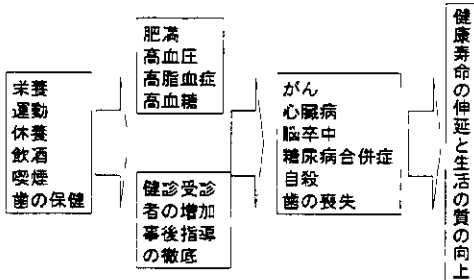 栄養
運動
休養
飲酒
喫煙
歯の保健
肥満
高血圧
高脂血症
高血糖
健診受診
者の増加
事後指導
の徹底
がん
心臓病
脳卒中
糖尿病合併症
自殺
歯の喪失
健康寿命の伸延と生活の質の向上